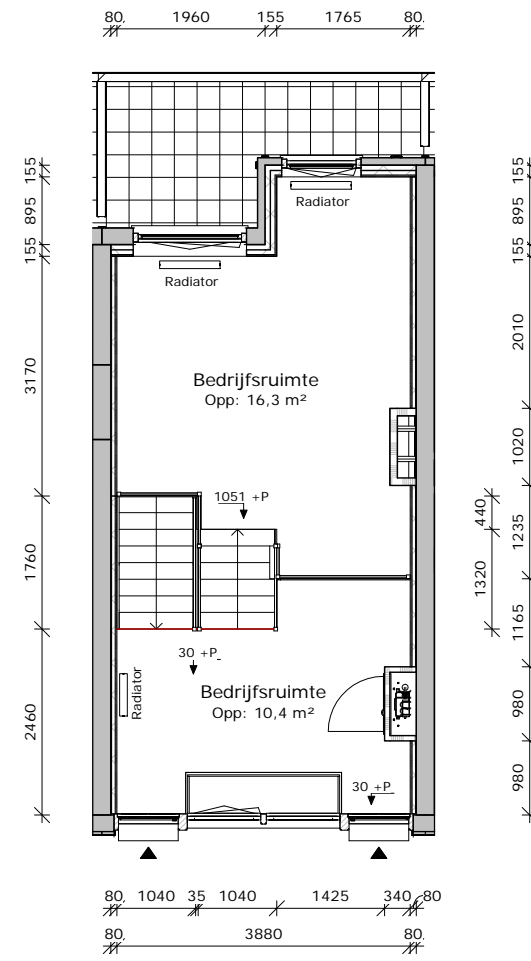 80, 1960 155 1765 80,
155
895
155
3170
1760
2460
155
895
155
2010
1020
1235
1165
980
980
440
1320
Radiator
Radiator
Bedrijfsruimte
Opp: 16,3 m²
1051 +P
30 +P
Radiator
Bedrijfsruimte
Opp: 10,4 m²
30 +P
80, 1040 35 1040 1425 340 80
80, 3880 80,